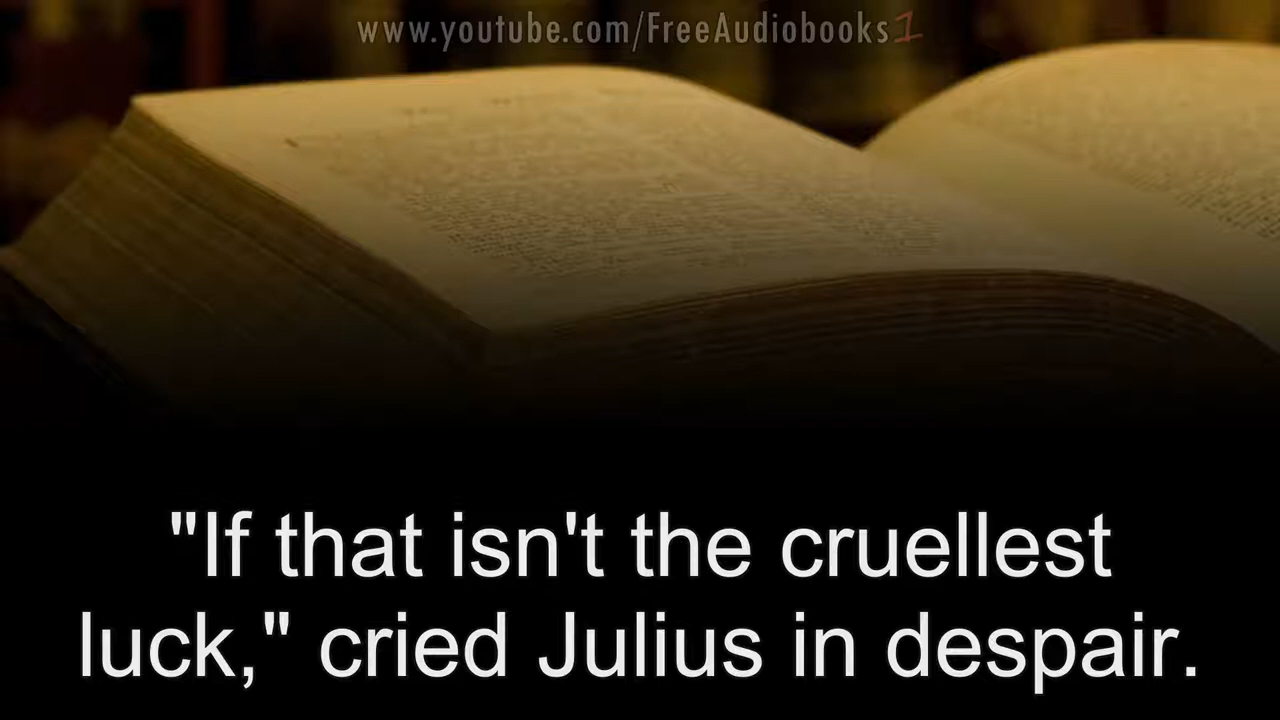 www.youtube.com/FreeAudiobooks1
"If that isn't the cruellest
luck," cried Julius in despair.